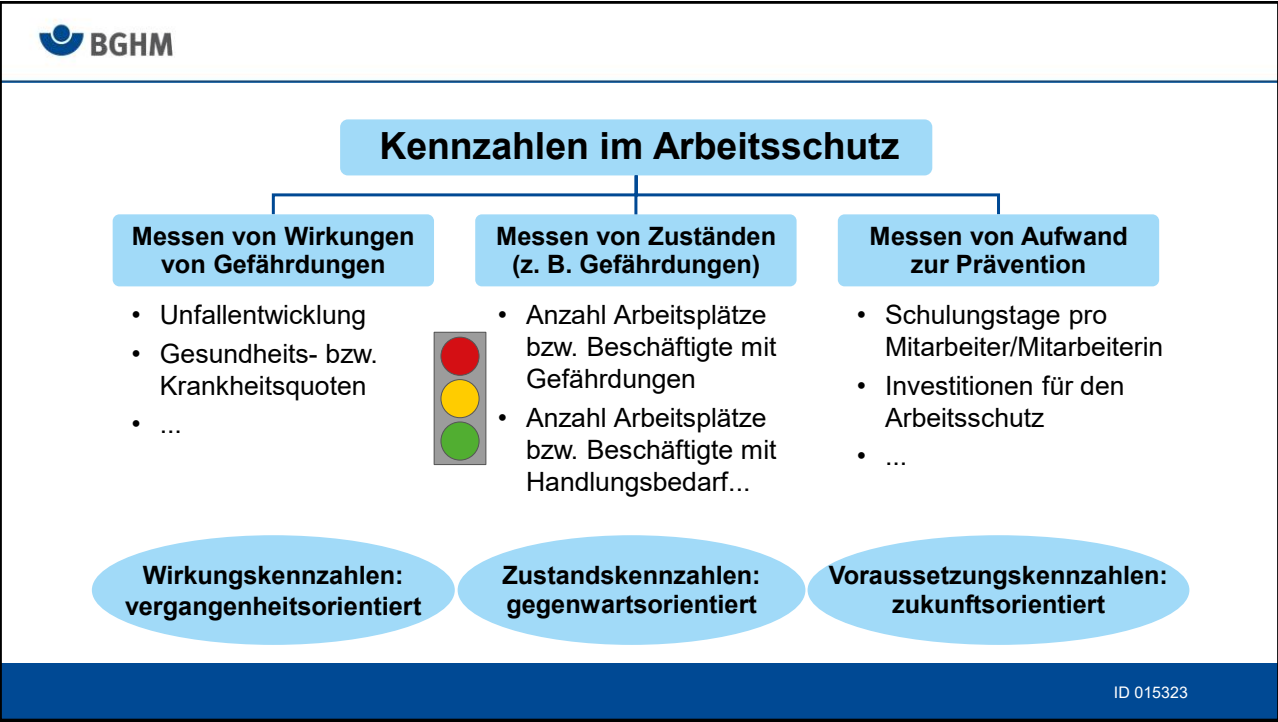 BGHM
Kennzahlen im Arbeitsschutz
Messen von Wirkungen
von Gefährdungen
• Unfallentwicklung
• Gesundheits- bzw.
Krankheitsquoten
• ...
Messen von Zuständen
(z. B. Gefährdungen)
• Anzahl Arbeitsplätze
bzw. Beschäftigte mit
Gefährdungen
• Anzahl Arbeitsplätze
bzw. Beschäftigte mit
Handlungsbedarf...
Messen von Aufwand
zur Prävention
• Schulungstage pro
Mitarbeiter/Mitarbeiterin
• Investitionen für den
Arbeitsschutz
• ...
Wirkungskennzahlen:
vergangenheitsorientiert
Zustandskennzahlen:
gegenwartsorientiert
Voraussetzungskennzahlen:
zukunftsorientiert
ID 015323